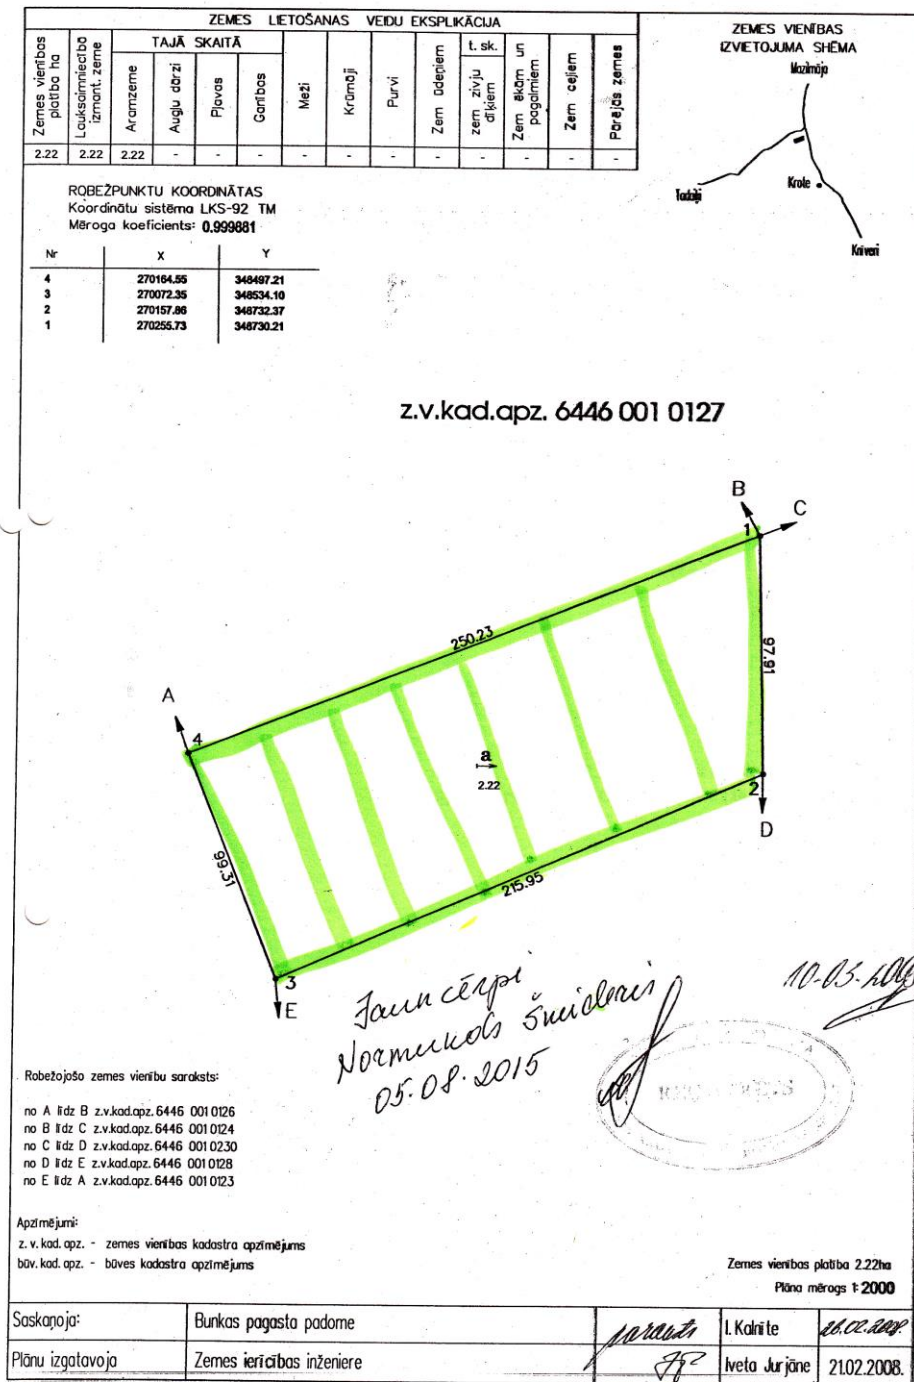 ZEMES LIETOŠANAS VEIDU EKSPLIKĀCIJA
Zemes vienības platība ha
Lauksaimniecībā izmant. zeme
TAJĀ SKAITĀ
Aramzeme
Augļu dārzi
Pļavas
Ganības
Meži
Krūmāji
Purvi
Zem ūdeņiem
t. sk.
zem zivju dīķiem
Zem ēkām un pagalmiem
Zem ceļiem
Pārējās zemes
2.22 2.22 2.22 - - - - - - - - - - -
ZEMES VIENĪBAS
IZVIETOJUMA SHĒMA
Mazilmāja
Tadaiķi
Krote
Knīveri
ROBEŽPUNKTU KOORDINĀTAS
Koordinātu sistēma LKS-92 TM
Mēroga koeficients: 0.999881
Nr X Y
4 270164.55 348497.21
3 270072.35 348534.10
2 270157.86 348732.37
1 270255.73 348730.21
z.v.kad.apz. 6446 001 0127
B
C
1
250.23
97.91
A
4
a
2.22
2
D
99.31
215.95
3
E
Jauncērpi
Normunds Šneideris
05.08.2015
10-03-
Robežojošo zemes vienību saraksts:
no A līdz B z.v.kad.apz. 6446 001 0126
no B līdz C z.v.kad.apz. 6446 001 0124
no C līdz D z.v.kad.apz. 6446 001 0230
no D līdz E z.v.kad.apz. 6446 001 0128
no E līdz A z.v.kad.apz. 6446 001 0123
Apzīmējumi:
z. v. kad. apz. - zemes vienības kadastra apzīmējums
būv. kad. apz. - būves kadastra apzīmējums
Zemes vienības platība 2.22ha
Plāna mērogs 1: 2000
Saskaņoja: Bunkas pagasta padome I. Kalnīte 26.02.2008.
Plānu izgatavoja Zemes ierīcības inženiere Iveta Jurjāne 21.02.2008.